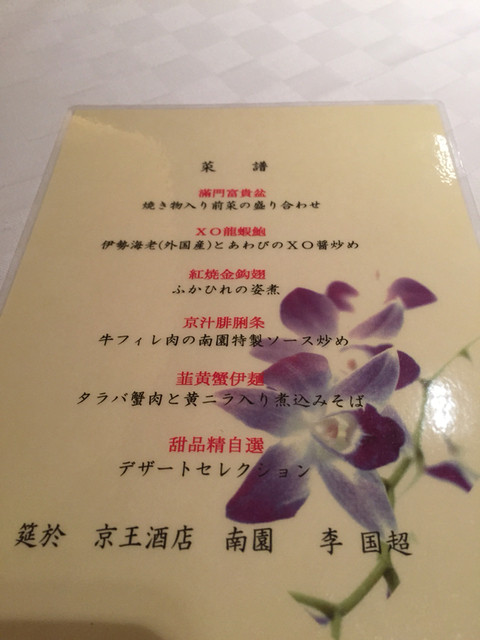 菜 譜
滿門富貴盆
焼き物入り前菜の盛り合わせ
XO龍蝦鮑
伊勢海老(外国産)とあわびのXO醬炒め
紅燒金鈎翅
ふかひれの姿煮
京汁腓脷条
牛フィレ肉の南園特製ソース炒め
韮黄蟹伊麺
タラバ蟹肉と黄ニラ入り煮込みそば
甜品精自選
デザートセレクション
筵於 京王酒店 南園 李 国超